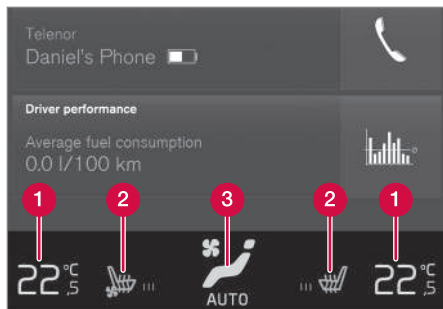 Telenor
Daniel's Phone
Driver performance
Average fuel consumption
0.0 l/100 km
1 2 3 2 1
22,5 °C 22,5 °C
AUTO